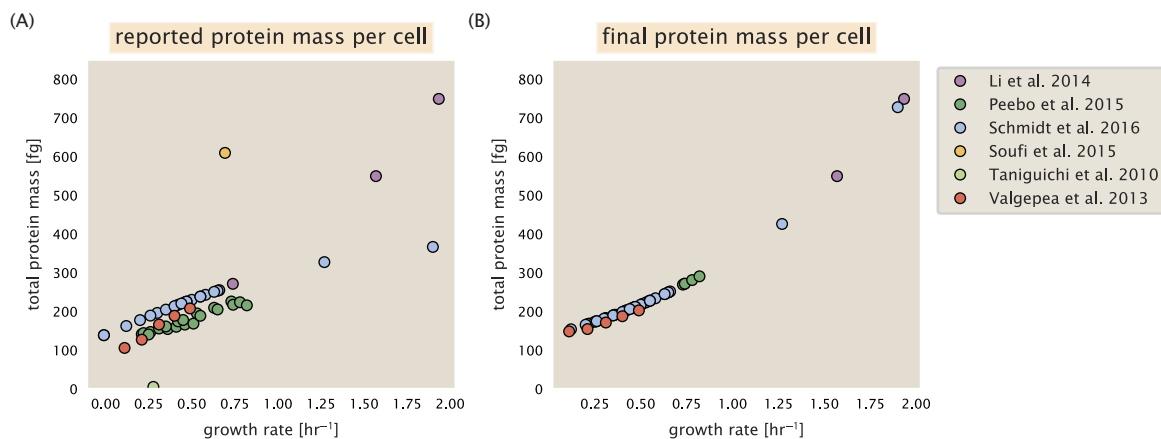 (A)
reported protein mass per cell
800
700
600
500
400
300
200
100
0
total protein mass [fg]
0.00 0.25 0.50 0.75 1.00 1.25 1.50 1.75 2.00
growth rate [hr⁻¹]
(B)
final protein mass per cell
800
700
600
500
400
300
200
100
0
total protein mass [fg]
0.25 0.50 0.75 1.00 1.25 1.50 1.75 2.00
growth rate [hr⁻¹]
Li et al. 2014
Peebo et al. 2015
Schmidt et al. 2016
Soufi et al. 2015
Taniguichi et al. 2010
Valgepea et al. 2013